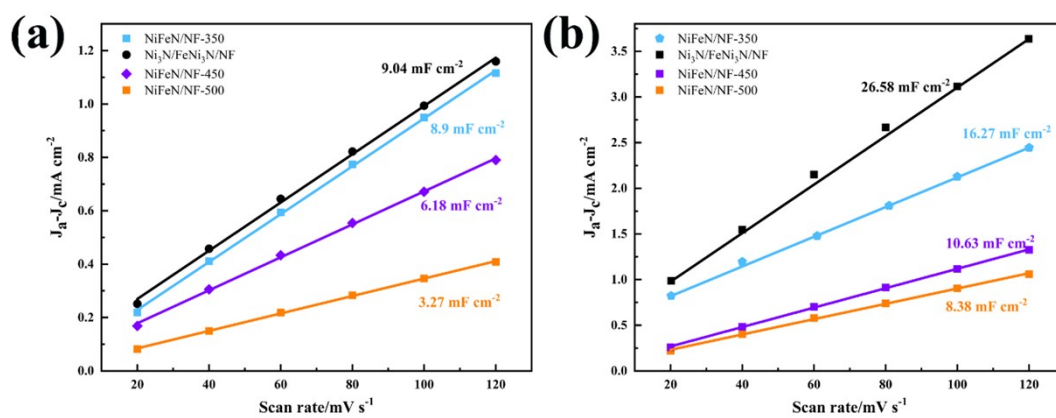 (a)
NiFeN/NF-350
Ni₃N/FeNi₃N/NF
NiFeN/NF-450
NiFeN/NF-500
9.04 mF cm⁻²
8.9 mF cm⁻²
6.18 mF cm⁻²
3.27 mF cm⁻²
Jₐ-J꜀/mA cm⁻²
1.2
1.0
0.8
0.6
0.4
0.2
0.0
20 40 60 80 100 120
Scan rate/mV s⁻¹
(b)
NiFeN/NF-350
Ni₃N/FeNi₃N/NF
NiFeN/NF-450
NiFeN/NF-500
26.58 mF cm⁻²
16.27 mF cm⁻²
10.63 mF cm⁻²
8.38 mF cm⁻²
Jₐ-J꜀/mA cm⁻²
3.5
3.0
2.5
2.0
1.5
1.0
0.5
0.0
20 40 60 80 100 120
Scan rate/mV s⁻¹